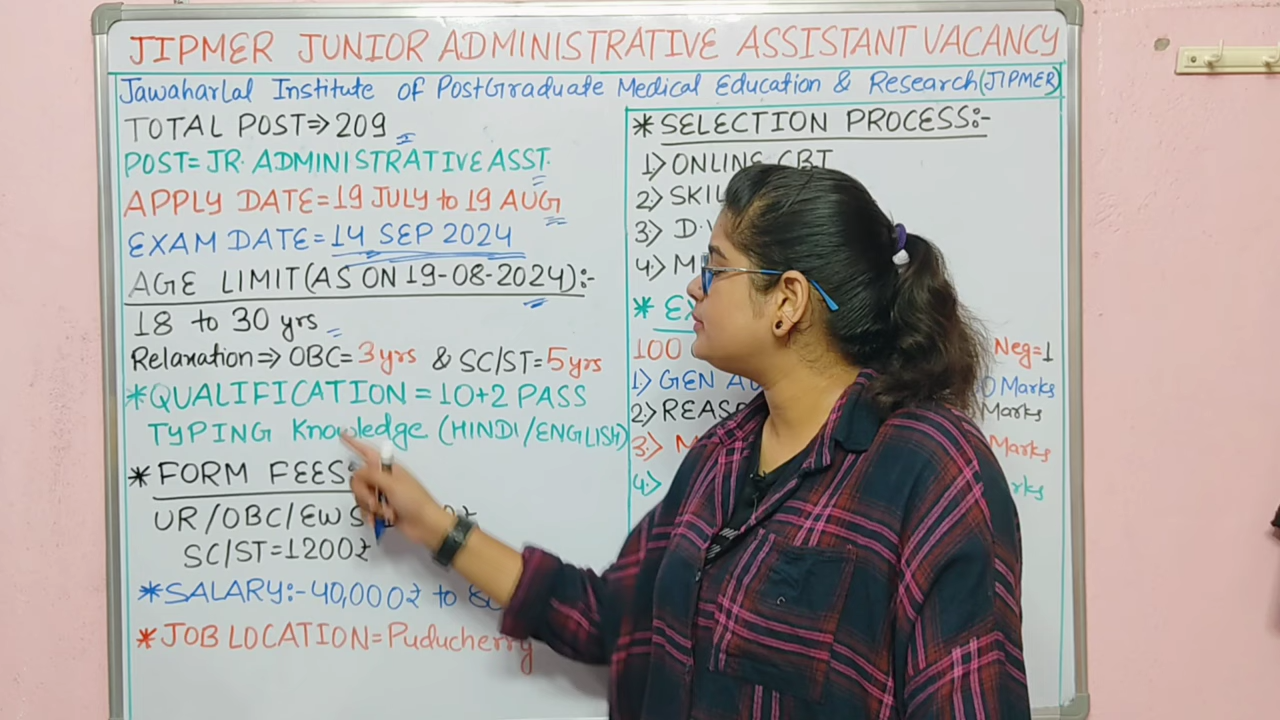 JIPMER JUNIOR ADMINISTRATIVE ASSISTANT VACANCY
Jawaharlal Institute of PostGraduate Medical Education & Research(JIPMER)
TOTAL POST⇒209
POST=JR. ADMINISTRATIVE ASST.
APPLY DATE=19 JULY to 19 AUG
EXAM DATE=14 SEP 2024
AGE LIMIT(AS ON 19-08-2024):-
18 to 30 yrs
Relaxation⇒OBC=3yrs & SC/ST=5yrs
*QUALIFICATION=10+2 PASS
TYPING Knowledge (HINDI/ENGLISH)
*FORM FEES:
UR/OBC/EWS
SC/ST=1200₹
*SALARY:-40,000₹ to
*JOB LOCATION=Puducherry
*SELECTION PROCESS:-
1) ONLINE CBT
2)
3) D.V
4)
*
100 Neg=1
1) GEN Marks
2) Marks
3) Marks
4)